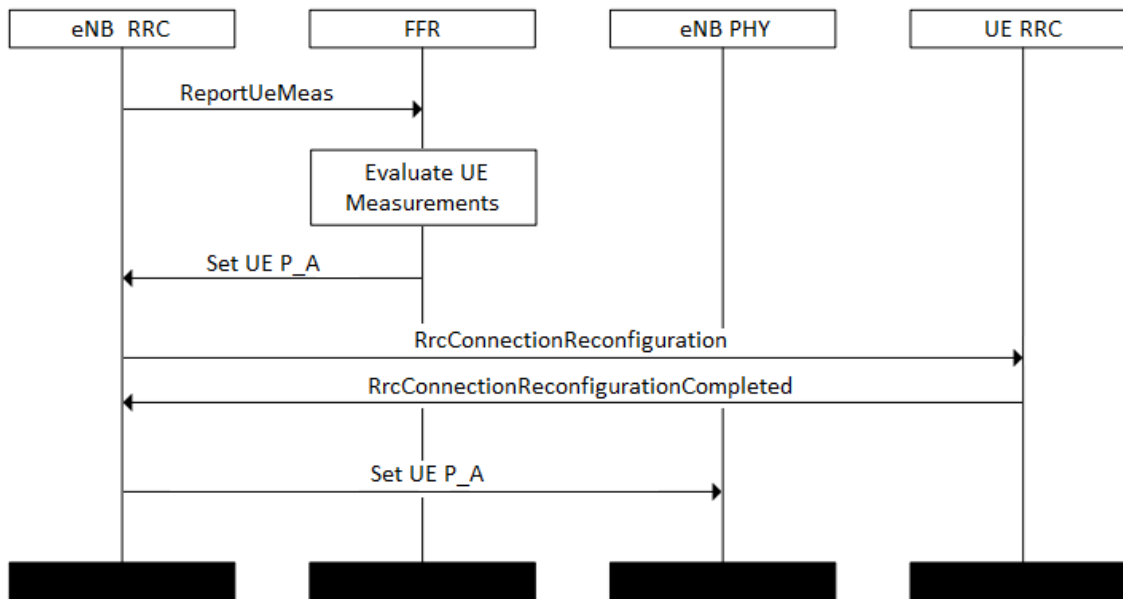 eNB  RRC
FFR
eNB PHY
UE RRC
ReportUeMeas
Evaluate UE
Measurements
Set UE P_A
RrcConnectionReconfiguration
RrcConnectionReconfigurationCompleted
Set UE P_A